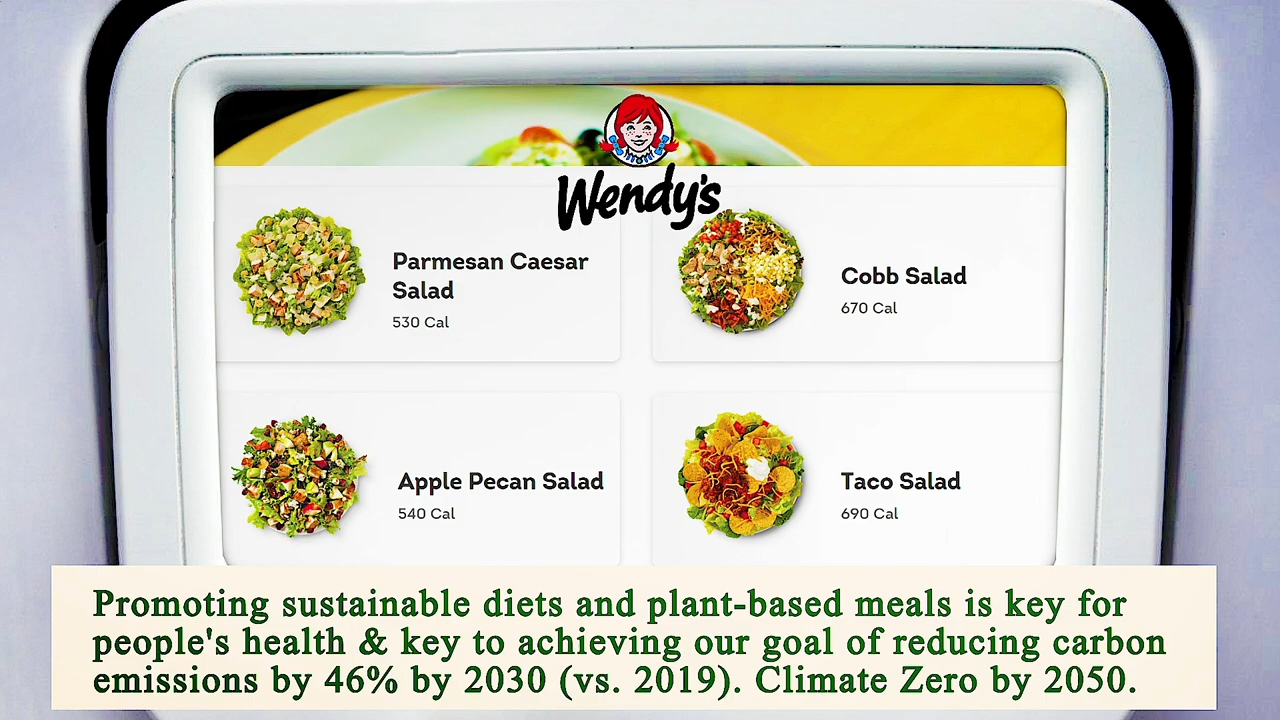 Wendy's
Parmesan Caesar
Salad
530 Cal
Cobb Salad
670 Cal
Apple Pecan Salad
540 Cal
Taco Salad
690 Cal
Promoting sustainable diets and plant-based meals is key for
people's health & key to achieving our goal of reducing carbon
emissions by 46% by 2030 (vs. 2019). Climate Zero by 2050.